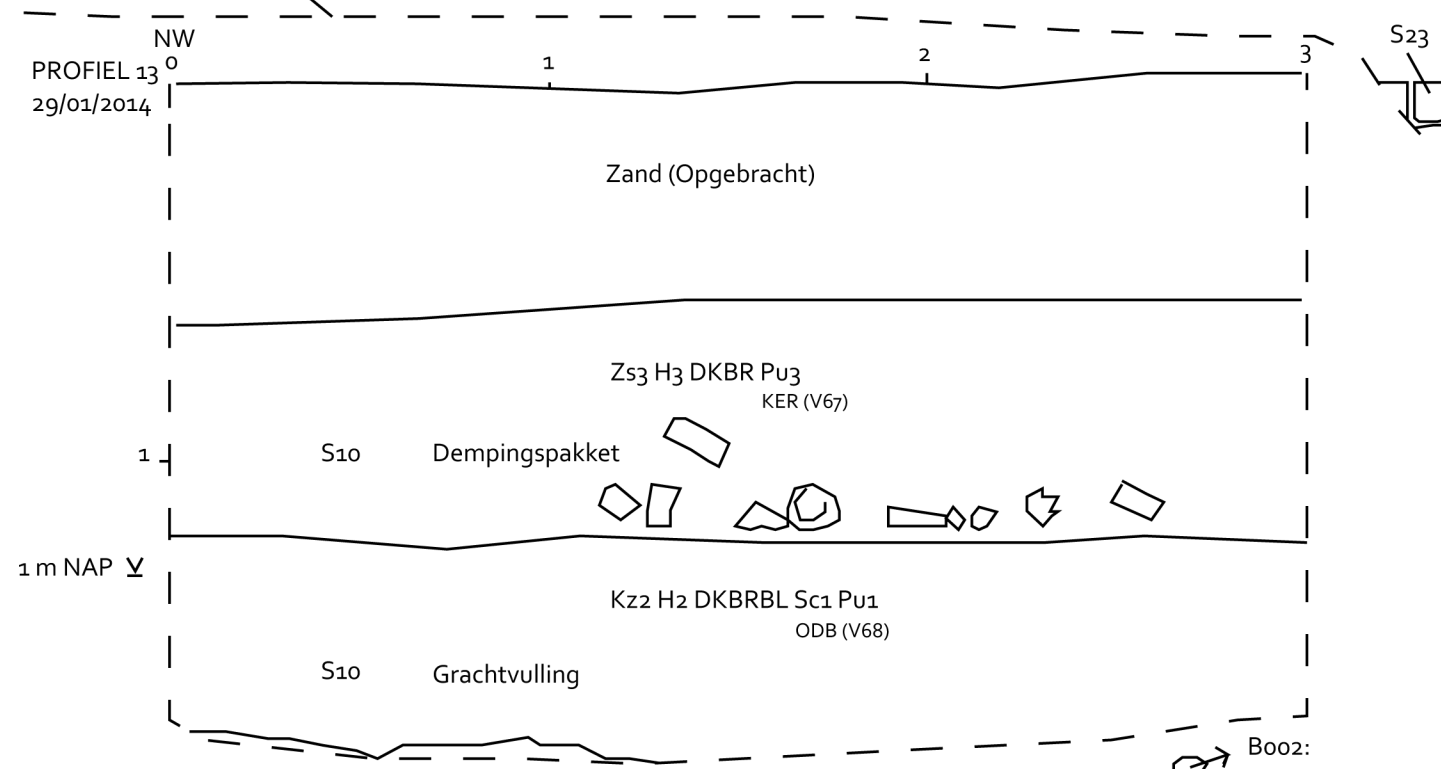 NW
S23
0 1 2 3
PROFIEL 13
29/01/2014
Zand (Opgebracht)
Zs3 H3 DKBR Pu3
KER (V67)
1
S10 Dempingspakket
1 m NAP
Kz2 H2 DKBRBL Sc1 Pu1
ODB (V68)
S10 Grachtvulling
B002: